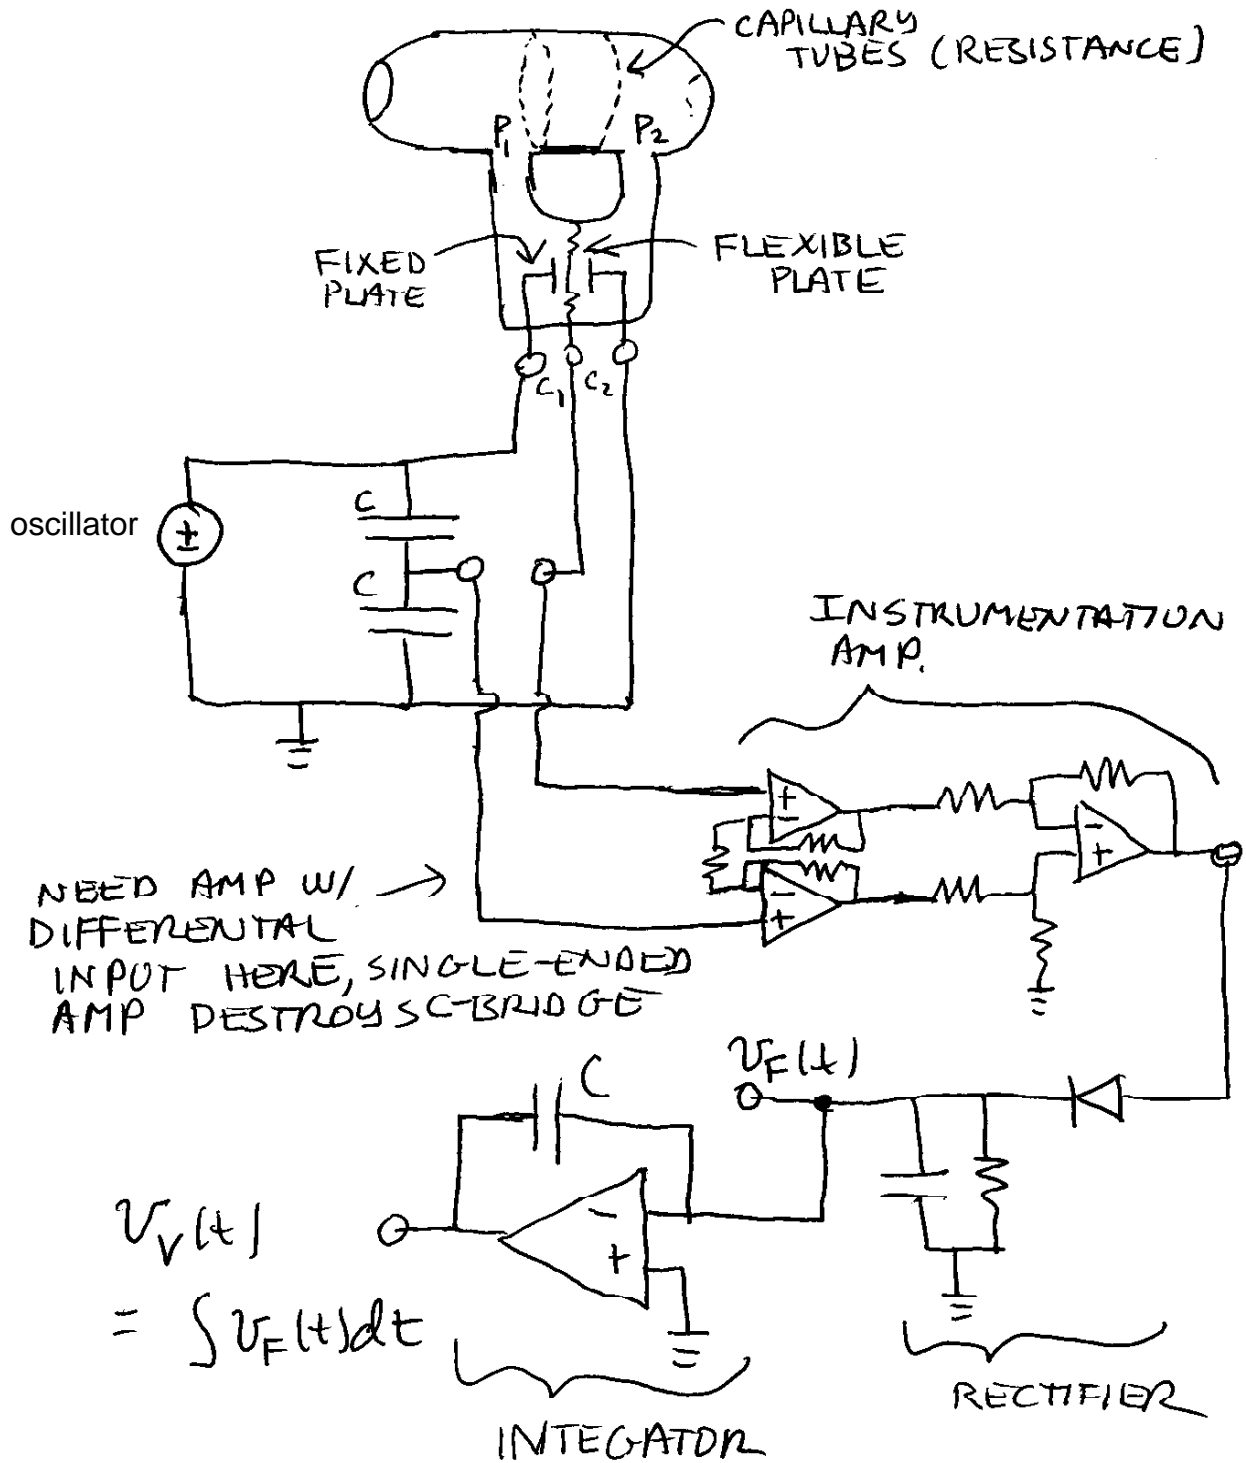 CAPILLARY
TUBES (RESISTANCE)
P1
P2
FIXED
PLATE
FLEXIBLE
PLATE
C1
C2
oscillator
±
C
C
INSTRUMENTATION
AMP.
+
-
-
+
-
+
NEED AMP W/
DIFFERENTAL
INPUT HERE, SINGLE-ENDED
AMP DESTROYS C-BRIDGE
VF(t)
C
-
+
VV(t)
= ∫ VF(t)dt
RECTIFIER
INTEGATOR